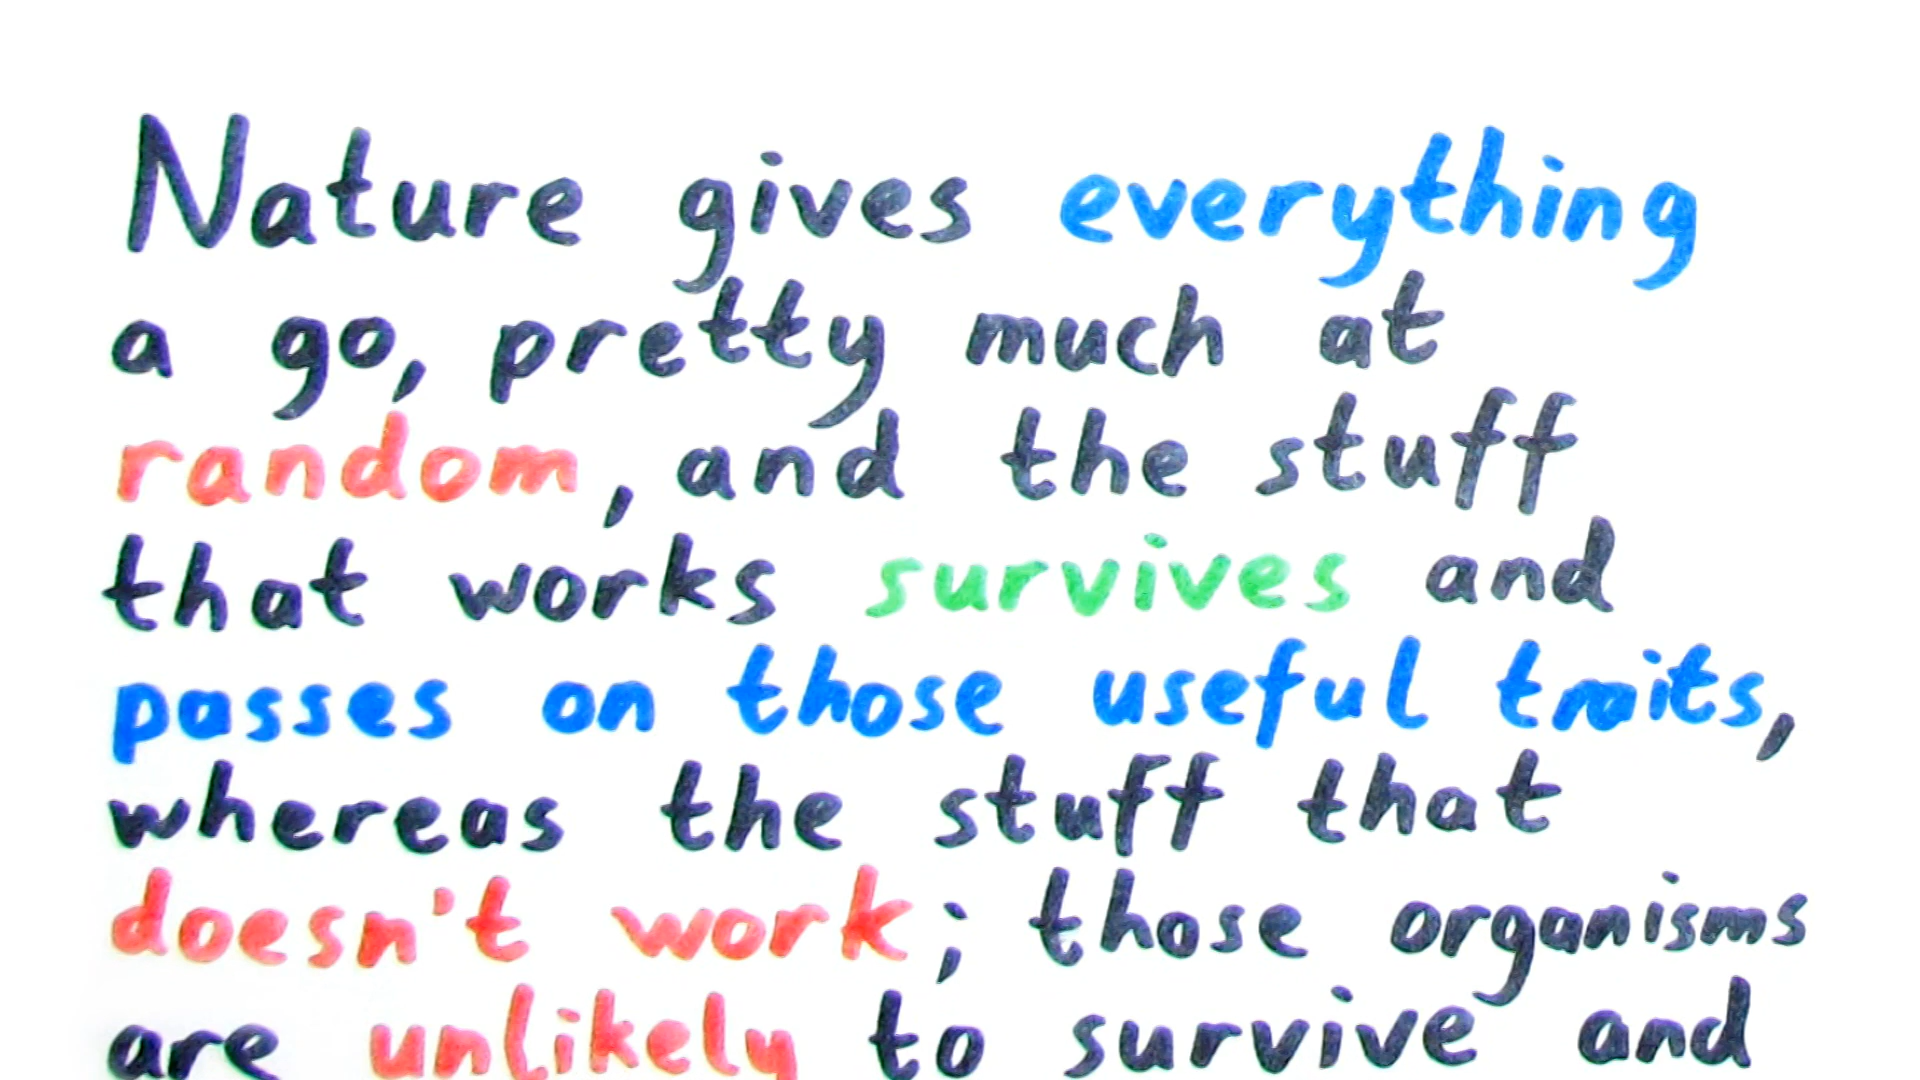 Nature gives everything
a go, pretty much at
random, and the stuff
that works survives and
passes on those useful traits,
whereas the stuff that
doesn't work; those organisms
are unlikely to survive and